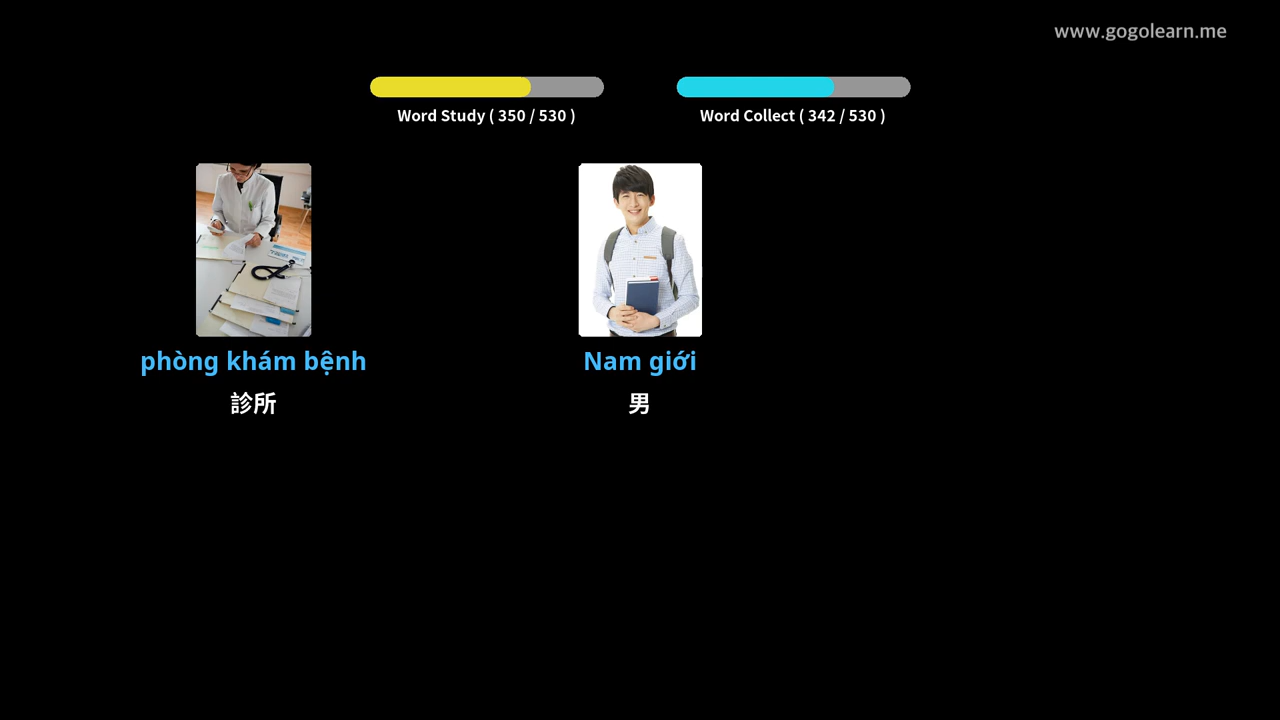 www.gogolearn.me
Word Study ( 350 / 530 )
Word Collect ( 342 / 530 )
phòng khám bệnh
診所
Nam giới
男